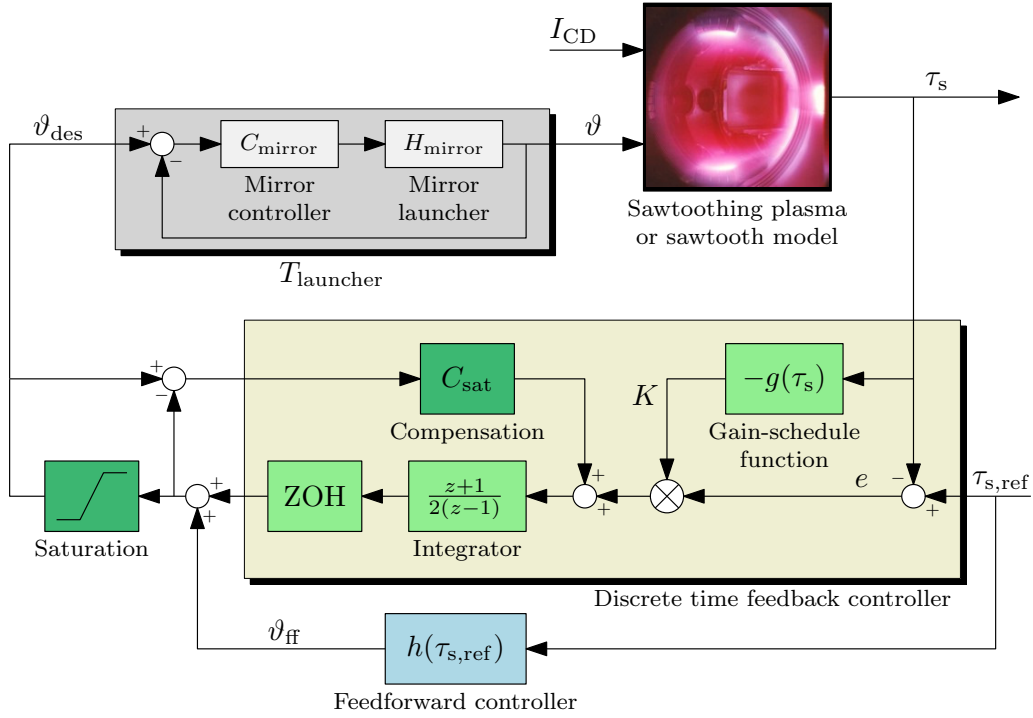 I_CD
τ_s
ϑ_des
+
−
C_mirror
H_mirror
ϑ
Mirror
controller
Mirror
launcher
Sawtoothing plasma
or sawtooth model
T_launcher
+
−
C_sat
Compensation
K
−g(τ_s)
Gain-schedule
function
+
+
ZOH
z+1
2(z−1)
Integrator
+
+
e
−
+
τ_s,ref
Saturation
Discrete time feedback controller
ϑ_ff
h(τ_s,ref)
Feedforward controller